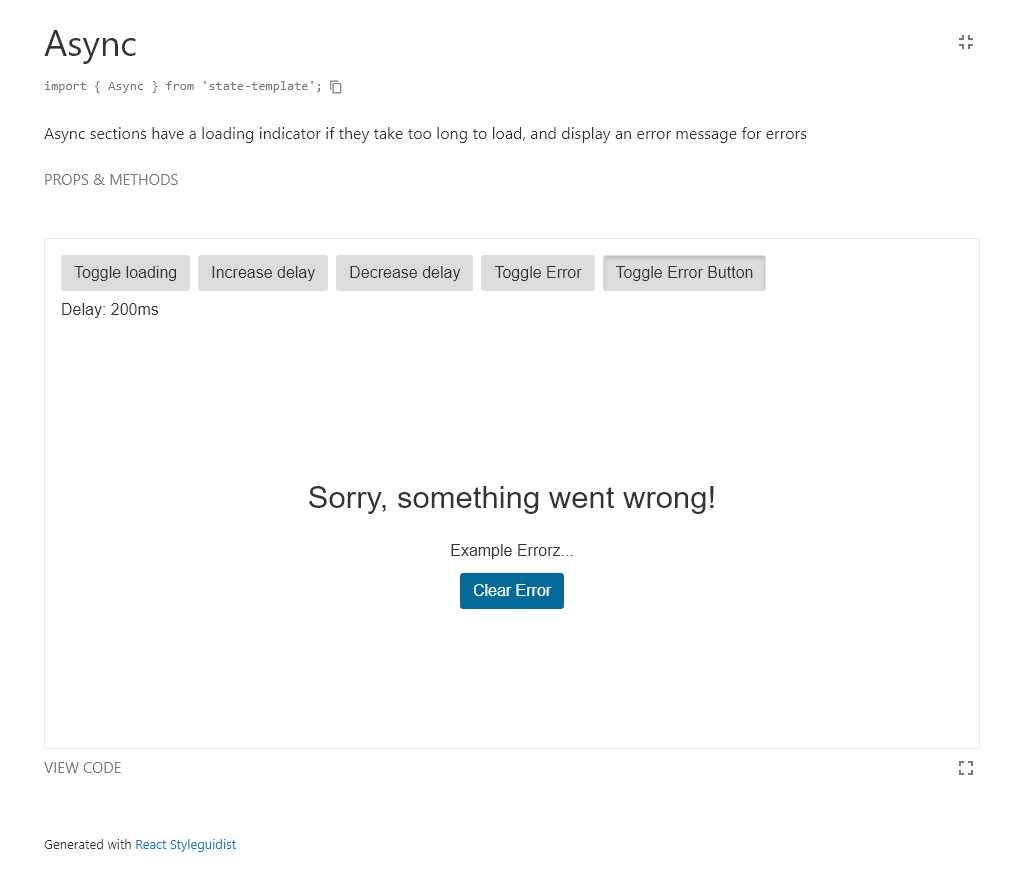 Async
import { Async } from 'state-template';
Async sections have a loading indicator if they take too long to load, and display an error message for errors
PROPS & METHODS
Toggle loading Increase delay Decrease delay Toggle Error Toggle Error Button
Delay: 200ms
Sorry, something went wrong!
Example Errorz...
Clear Error
VIEW CODE
Generated with React Styleguidist